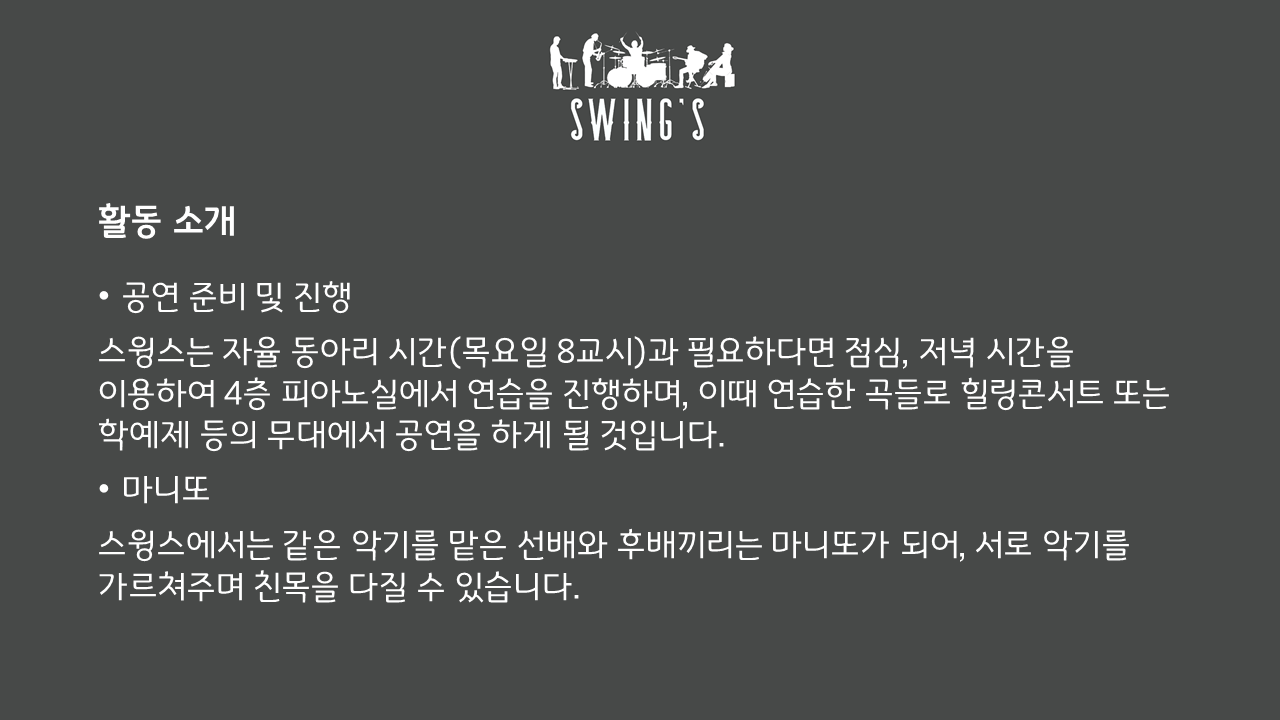 SWING'S
활동 소개
• 공연 준비 및 진행
스윙스는 자율 동아리 시간(목요일 8교시)과 필요하다면 점심, 저녁 시간을
이용하여 4층 피아노실에서 연습을 진행하며, 이때 연습한 곡들로 힐링콘서트 또는
학예제 등의 무대에서 공연을 하게 될 것입니다.
• 마니또
스윙스에서는 같은 악기를 맡은 선배와 후배끼리는 마니또가 되어, 서로 악기를
가르쳐주며 친목을 다질 수 있습니다.